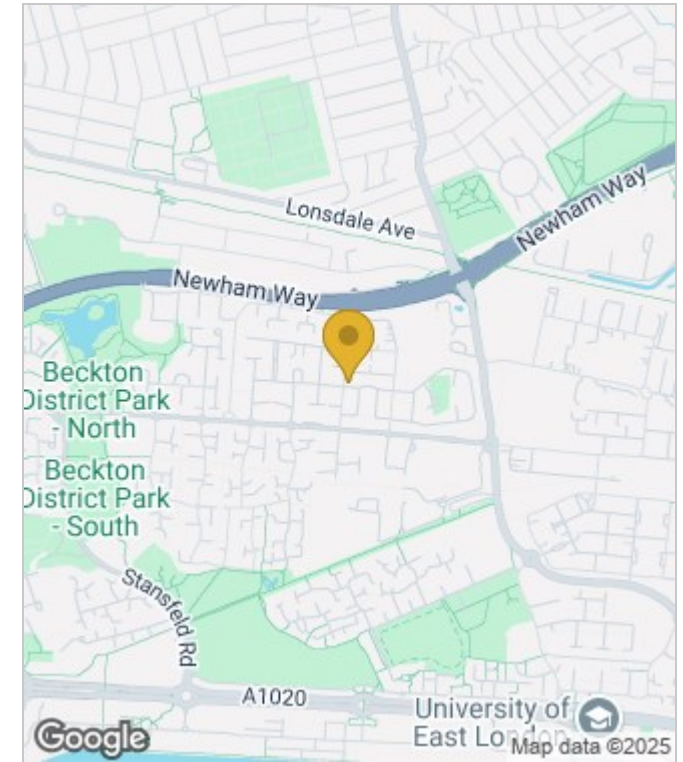 Lonsdale Ave
Newham Way
Newham Way
Beckton
District Park
- North
Beckton
District Park
- South
Stansfeld Rd
A1020
University of
East London
Google
Map data ©2025